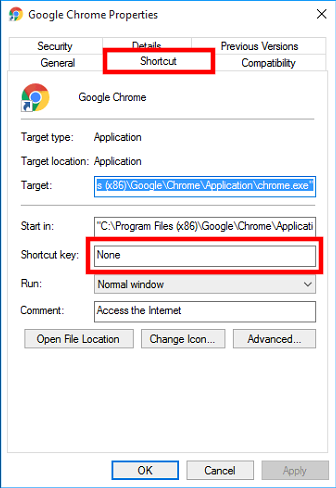 Google Chrome Properties
Security Details Previous Versions
General Shortcut Compatibility
Google Chrome
Target type: Application
Target location: Application
Target: s (x86)\Google\Chrome\Application\chrome.exe"
Start in: "C:\Program Files (x86)\Google\Chrome\Applicati
Shortcut key: None
Run: Normal window
Comment: Access the Internet
Open File Location Change Icon... Advanced...
OK Cancel Apply